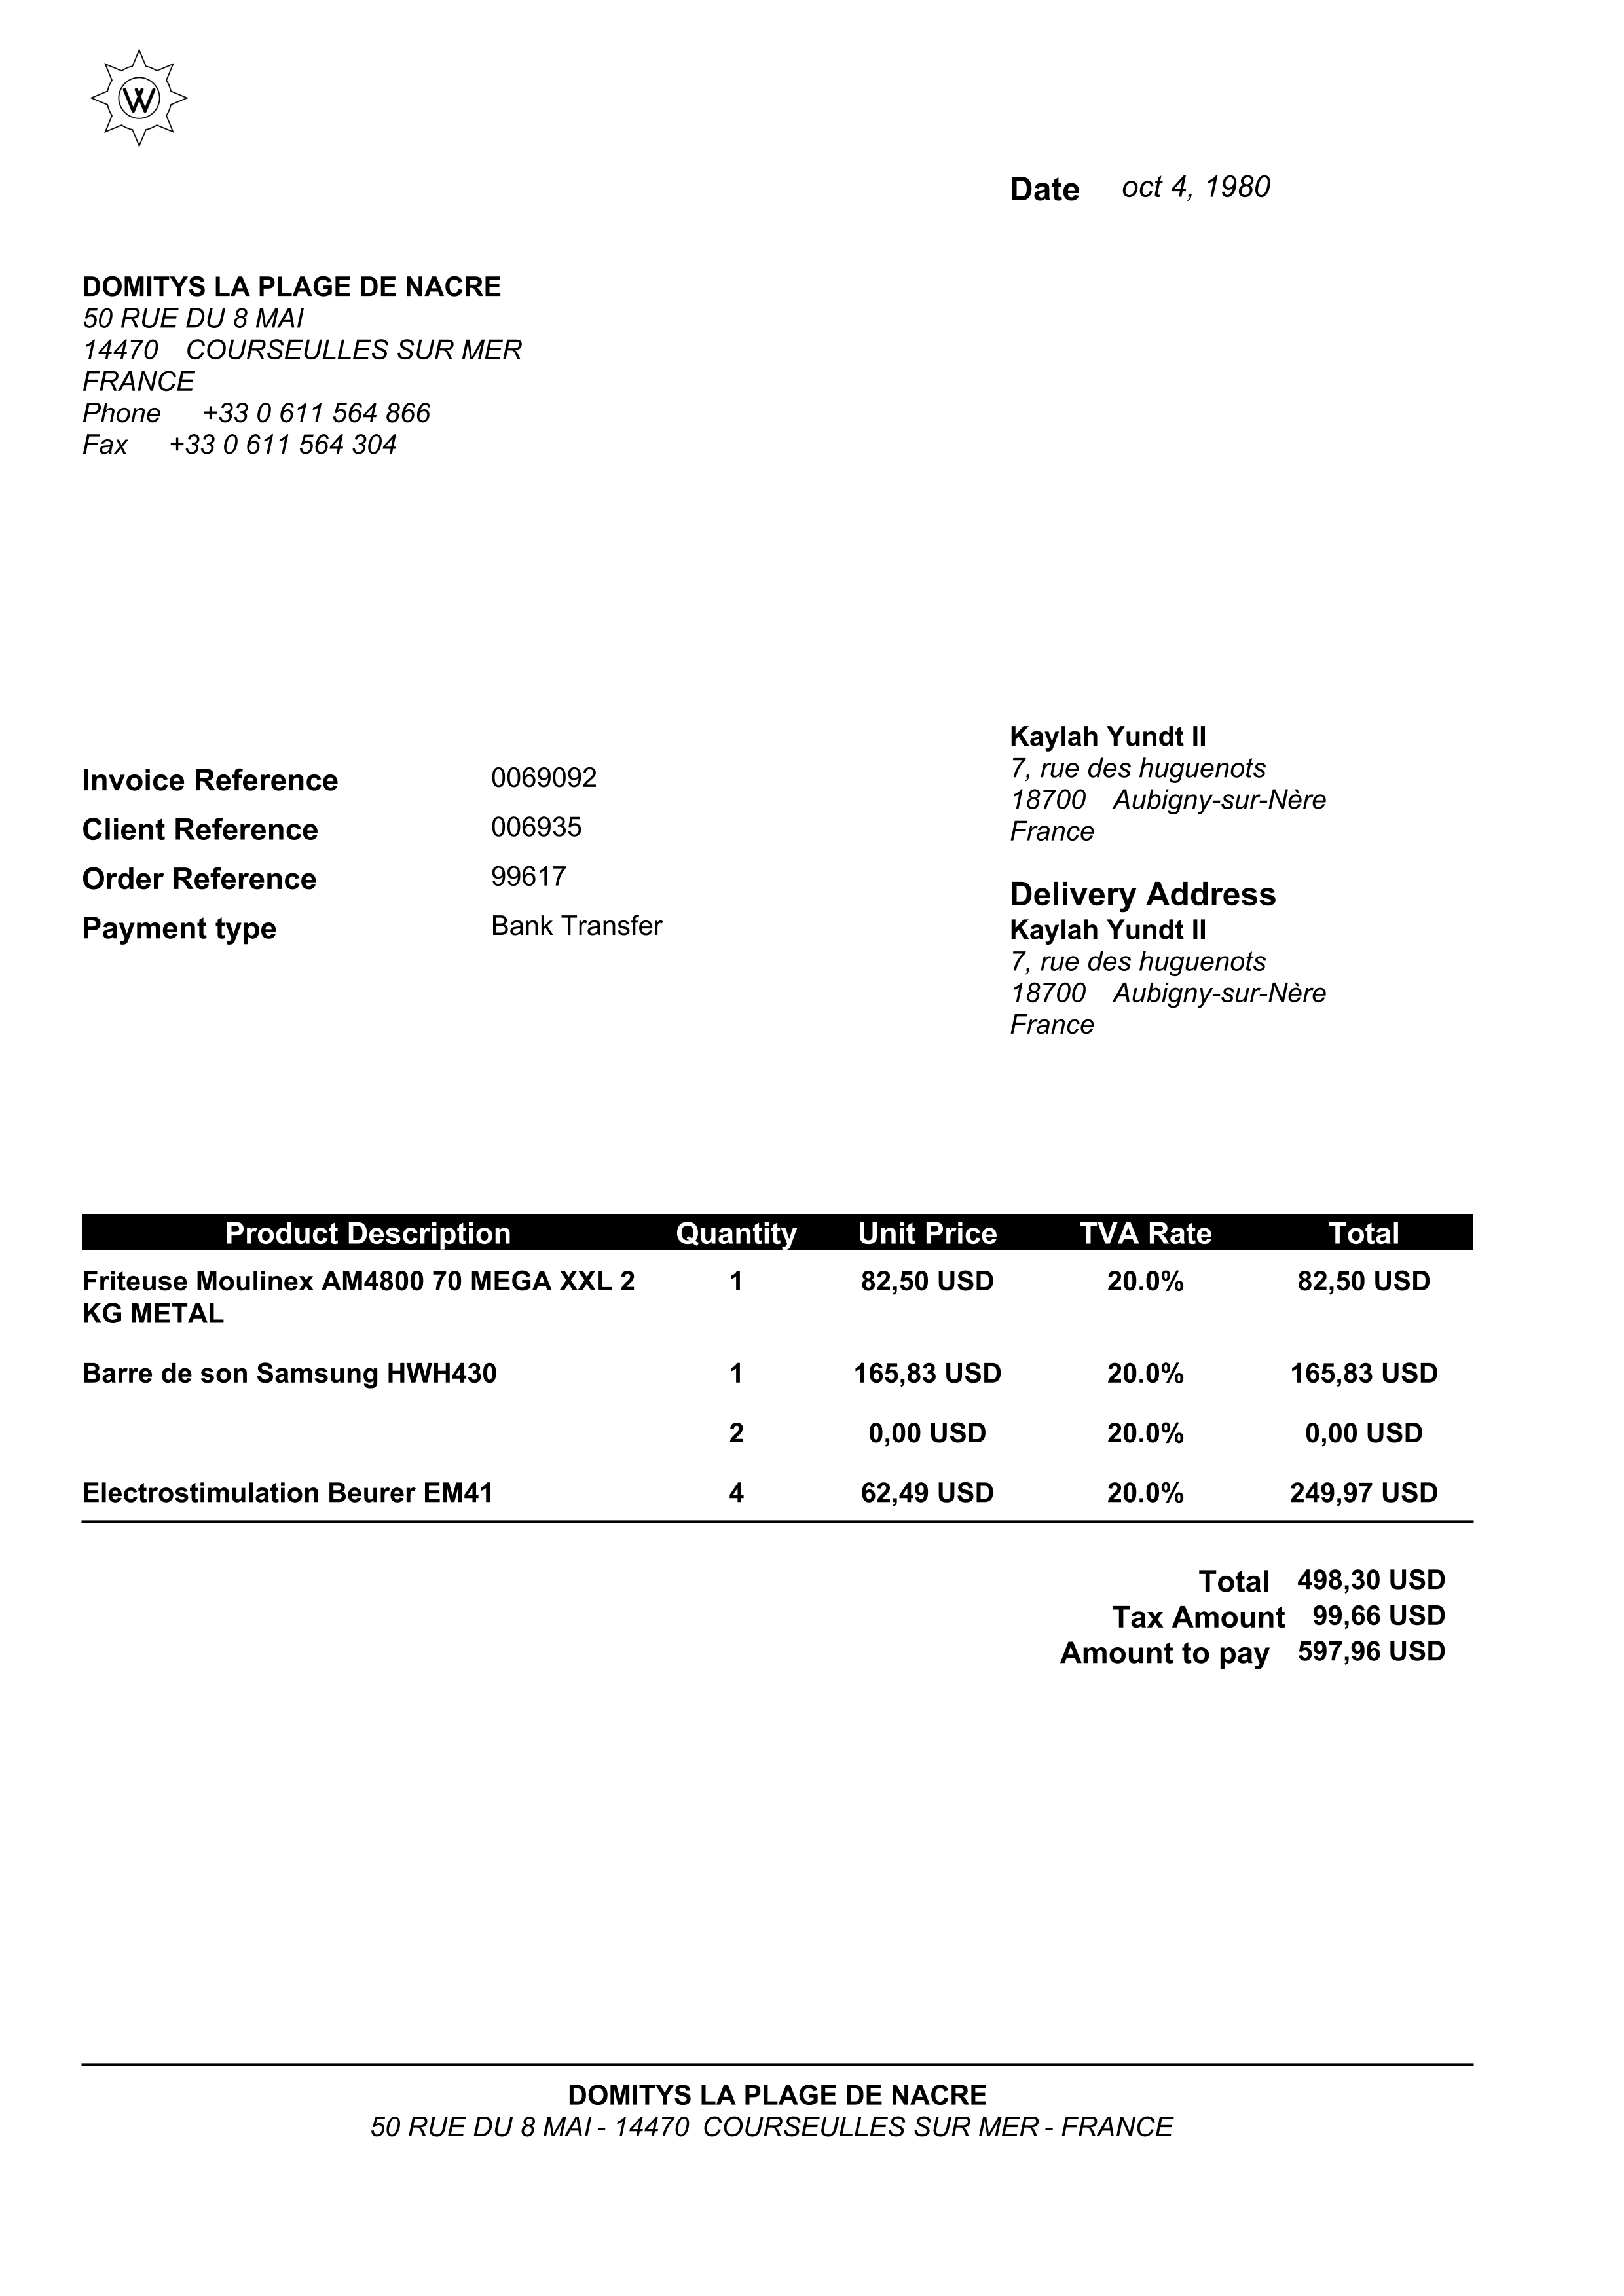 W
Date oct 4, 1980
DOMITYS LA PLAGE DE NACRE
50 RUE DU 8 MAI
14470 COURSEULLES SUR MER
FRANCE
Phone +33 0 611 564 866
Fax +33 0 611 564 304
Invoice Reference 0069092
Client Reference 006935
Order Reference 99617
Payment type Bank Transfer
Kaylah Yundt II
7, rue des huguenots
18700 Aubigny-sur-Nère
France
Delivery Address
Kaylah Yundt II
7, rue des huguenots
18700 Aubigny-sur-Nère
France
Product Description Quantity Unit Price TVA Rate Total
Friteuse Moulinex AM4800 70 MEGA XXL 2 1 82,50 USD 20.0% 82,50 USD
KG METAL
Barre de son Samsung HWH430 1 165,83 USD 20.0% 165,83 USD
2 0,00 USD 20.0% 0,00 USD
Electrostimulation Beurer EM41 4 62,49 USD 20.0% 249,97 USD
Total 498,30 USD
Tax Amount 99,66 USD
Amount to pay 597,96 USD
DOMITYS LA PLAGE DE NACRE
50 RUE DU 8 MAI - 14470 COURSEULLES SUR MER - FRANCE